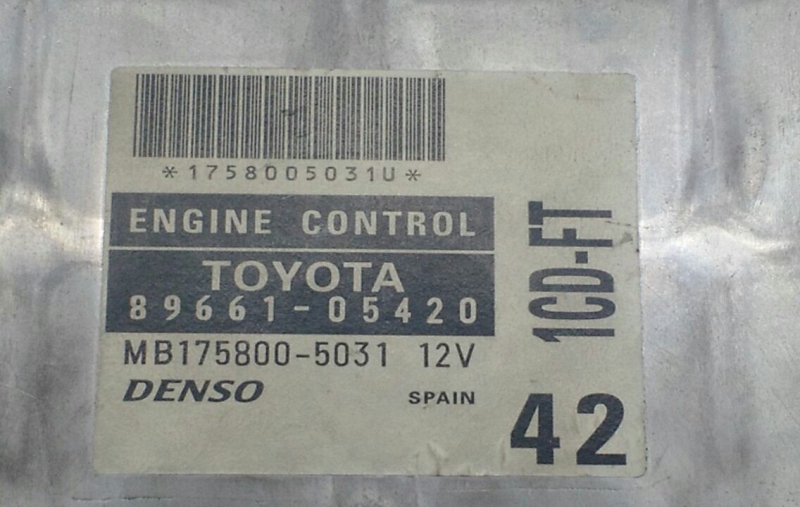 *1758005031U*
ENGINE CONTROL
TOYOTA
89661-05420
MB175800-5031 12V
DENSO SPAIN
1CD-FT
42